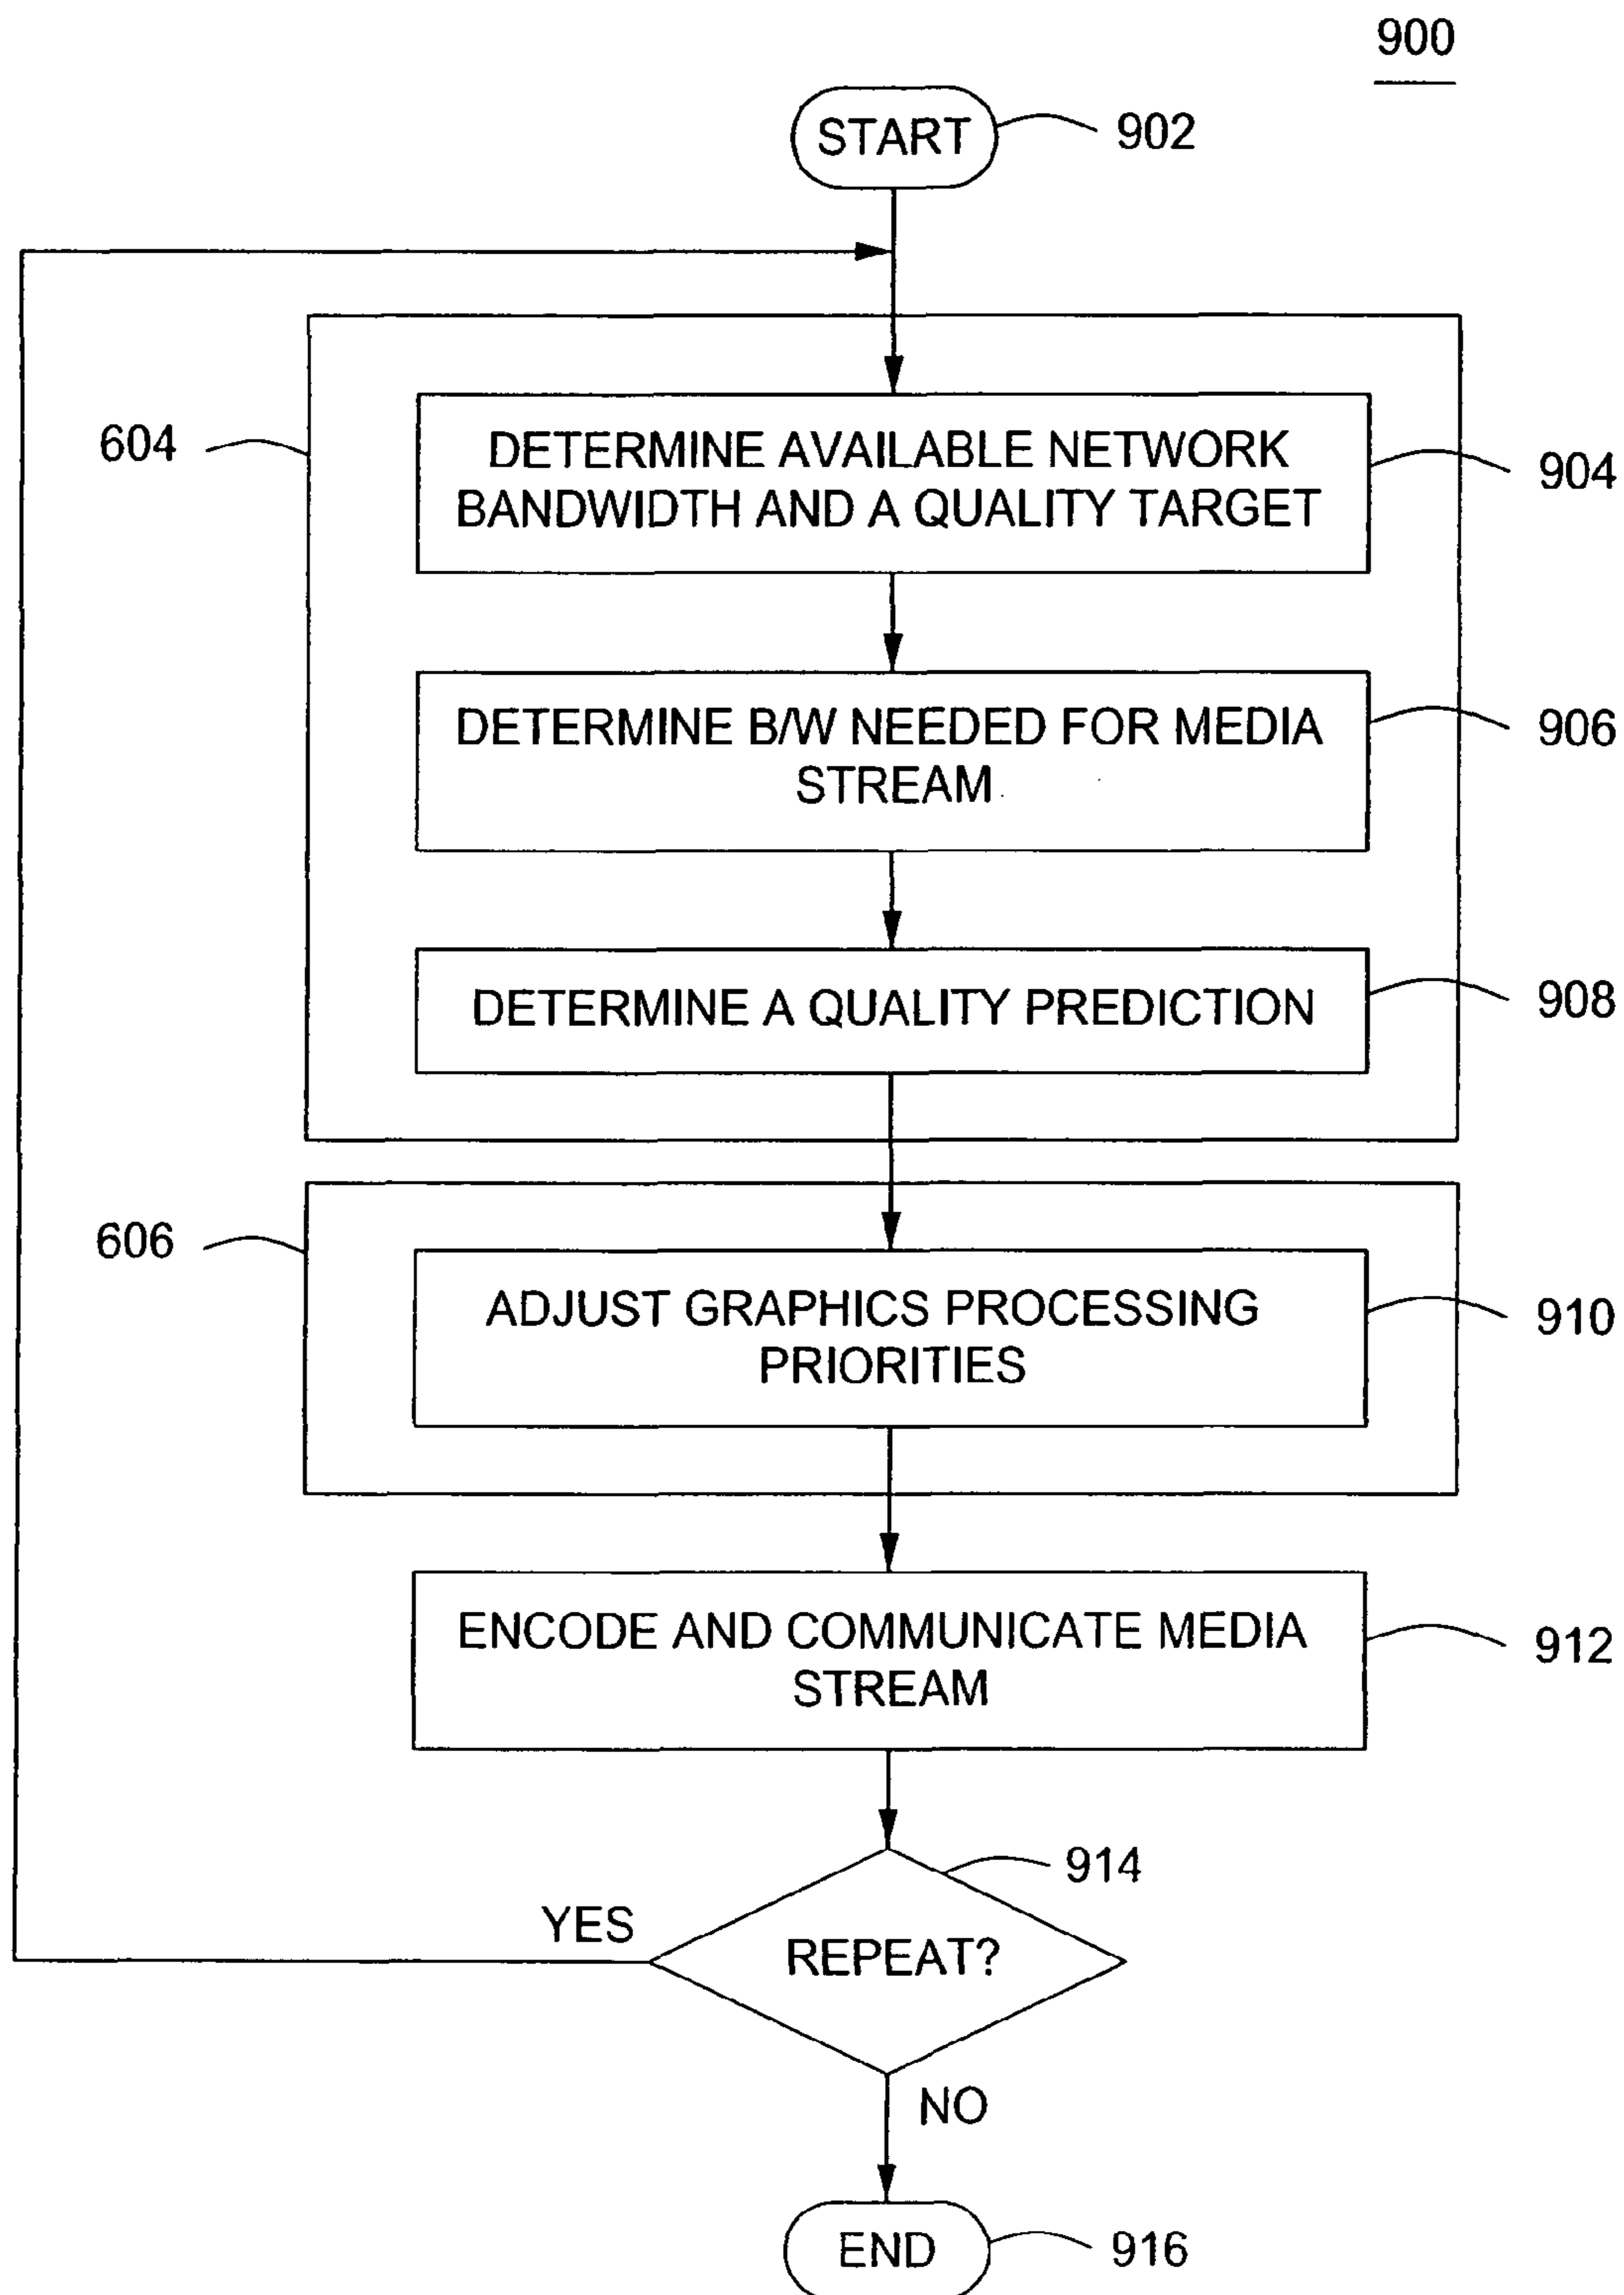 900
START
902
604
DETERMINE AVAILABLE NETWORK
BANDWIDTH AND A QUALITY TARGET
904
DETERMINE B/W NEEDED FOR MEDIA
STREAM
906
DETERMINE A QUALITY PREDICTION
908
606
ADJUST GRAPHICS PROCESSING
PRIORITIES
910
ENCODE AND COMMUNICATE MEDIA
STREAM
912
914
YES
REPEAT?
NO
END
916